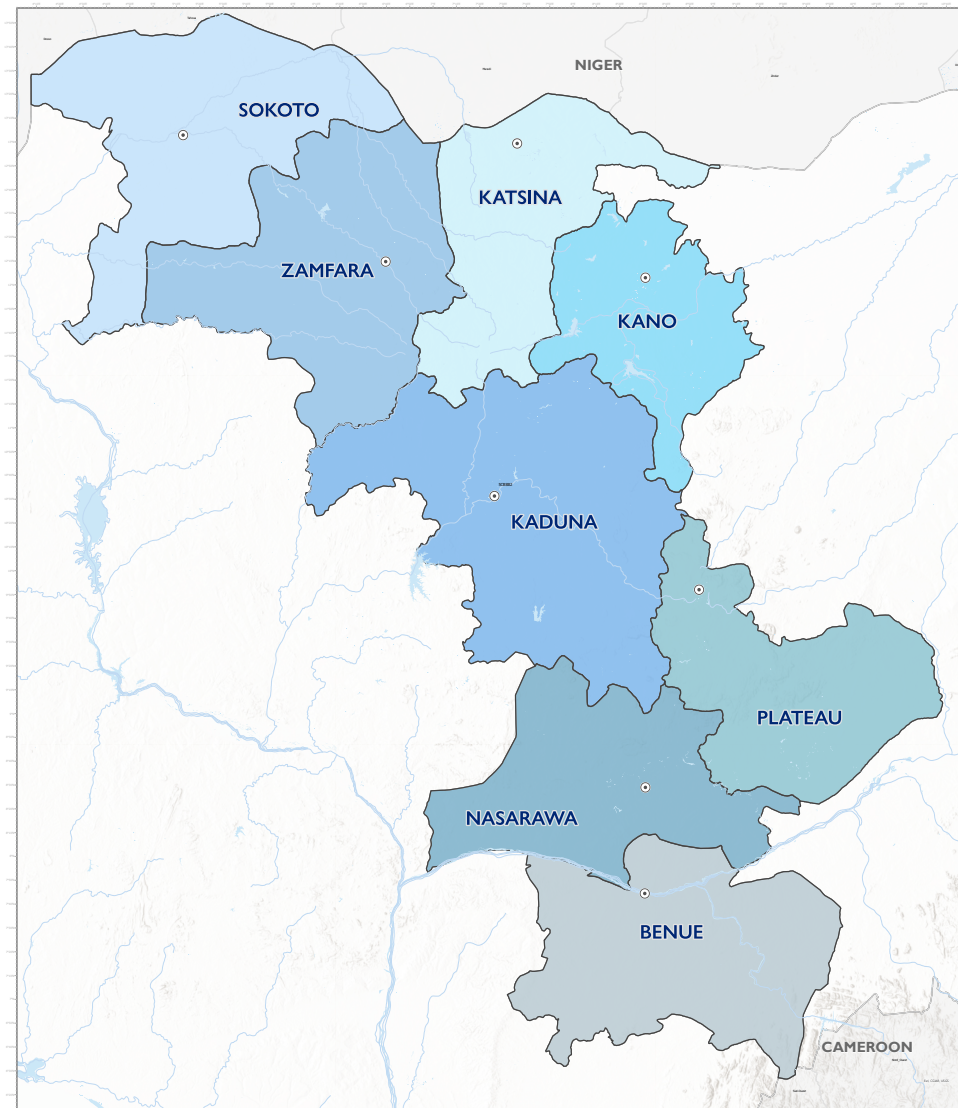 NIGER
SOKOTO
KATSINA
ZAMFARA
KANO
KADUNA
PLATEAU
NASARAWA
BENUE
CAMEROON